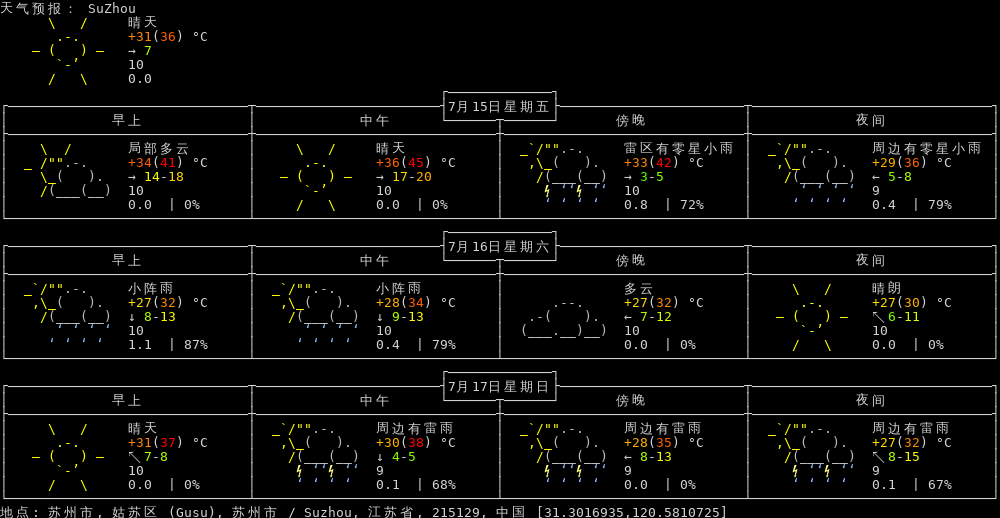 天气预报： SuZhou
晴天
+31(36) °C
→ 7
10
0.0
7月15日星期五
早上 中午 傍晚 夜间
局部多云 晴天 雷区有零星小雨 周边有零星小雨
+34(41) °C +36(45) °C +33(42) °C +29(36) °C
→ 14-18 → 17-20 → 3-5 ← 5-8
10 10 10 9
0.0 | 0% 0.0 | 0% 0.8 | 72% 0.4 | 79%
7月16日星期六
早上 中午 傍晚 夜间
小阵雨 小阵雨 多云 晴朗
+27(32) °C +28(34) °C +27(32) °C +27(30) °C
↓ 8-13 ↓ 9-13 ← 7-12 ↖ 6-11
10 10 10 10
1.1 | 87% 0.4 | 79% 0.0 | 0% 0.0 | 0%
7月17日星期日
早上 中午 傍晚 夜间
晴天 周边有雷雨 周边有雷雨 周边有雷雨
+31(37) °C +30(38) °C +28(35) °C +27(32) °C
↖ 7-8 ↓ 4-5 ← 8-13 ↖ 8-15
10 9 9 9
0.0 | 0% 0.1 | 68% 0.0 | 0% 0.1 | 67%
地点: 苏州市, 姑苏区 (Gusu), 苏州市 / Suzhou, 江苏省, 215129, 中国 [31.3016935,120.5810725]